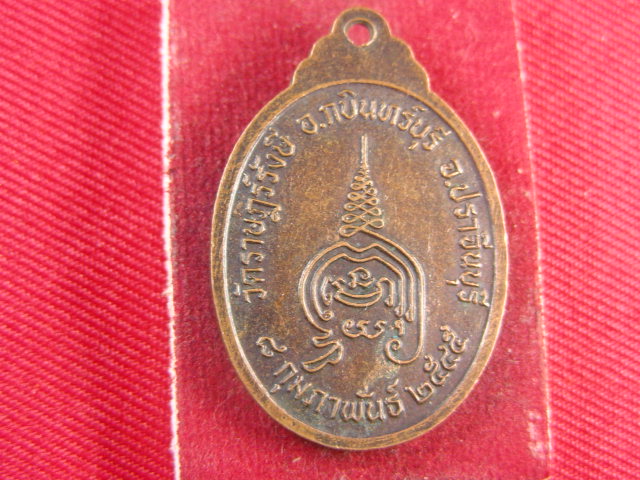 วัดราษฎร์รังษี อ.กบินทร์บุรี จ.ปราจีนบุรี
๘ กุมภาพันธ์ ๒๕๔๕